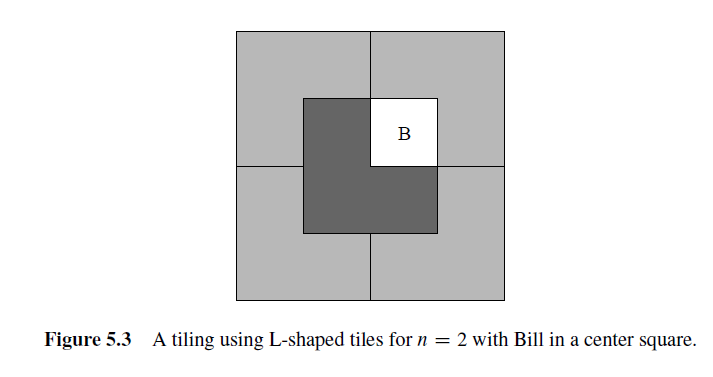 B
Figure 5.3 A tiling using L-shaped tiles for n = 2 with Bill in a center square.